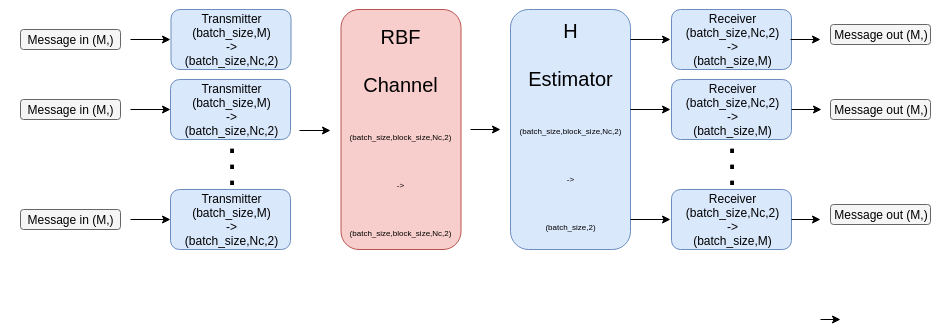 Message in (M,)
Transmitter
(batch_size,M)
->
(batch_size,Nc,2)
Message in (M,)
Transmitter
(batch_size,M)
->
(batch_size,Nc,2)
Message in (M,)
Transmitter
(batch_size,M)
->
(batch_size,Nc,2)
RBF
Channel
(batch_size,block_size,Nc,2)
->
(batch_size,block_size,Nc,2)
H
Estimator
(batch_size,block_size,Nc,2)
->
(batch_size,2)
Receiver
(batch_size,Nc,2)
->
(batch_size,M)
Message out (M,)
Receiver
(batch_size,Nc,2)
->
(batch_size,M)
Message out (M,)
Receiver
(batch_size,Nc,2)
->
(batch_size,M)
Message out (M,)